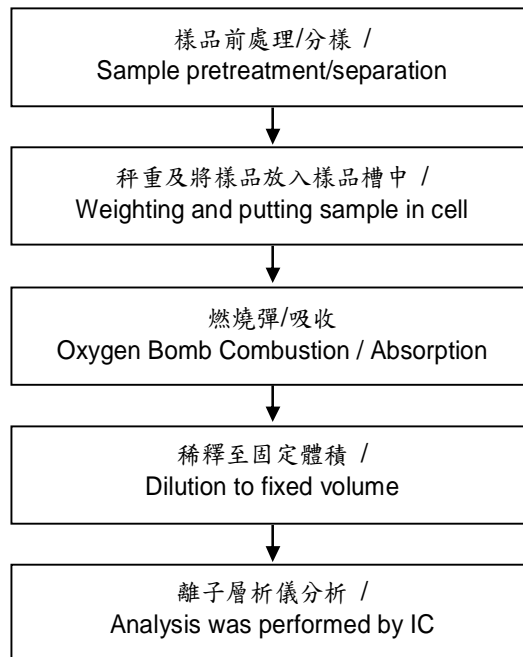 樣品前處理/分樣 /
Sample pretreatment/separation
秤重及將樣品放入樣品槽中 /
Weighting and putting sample in cell
燃燒彈/吸收
Oxygen Bomb Combustion / Absorption
稀釋至固定體積 /
Dilution to fixed volume
離子層析儀分析 /
Analysis was performed by IC